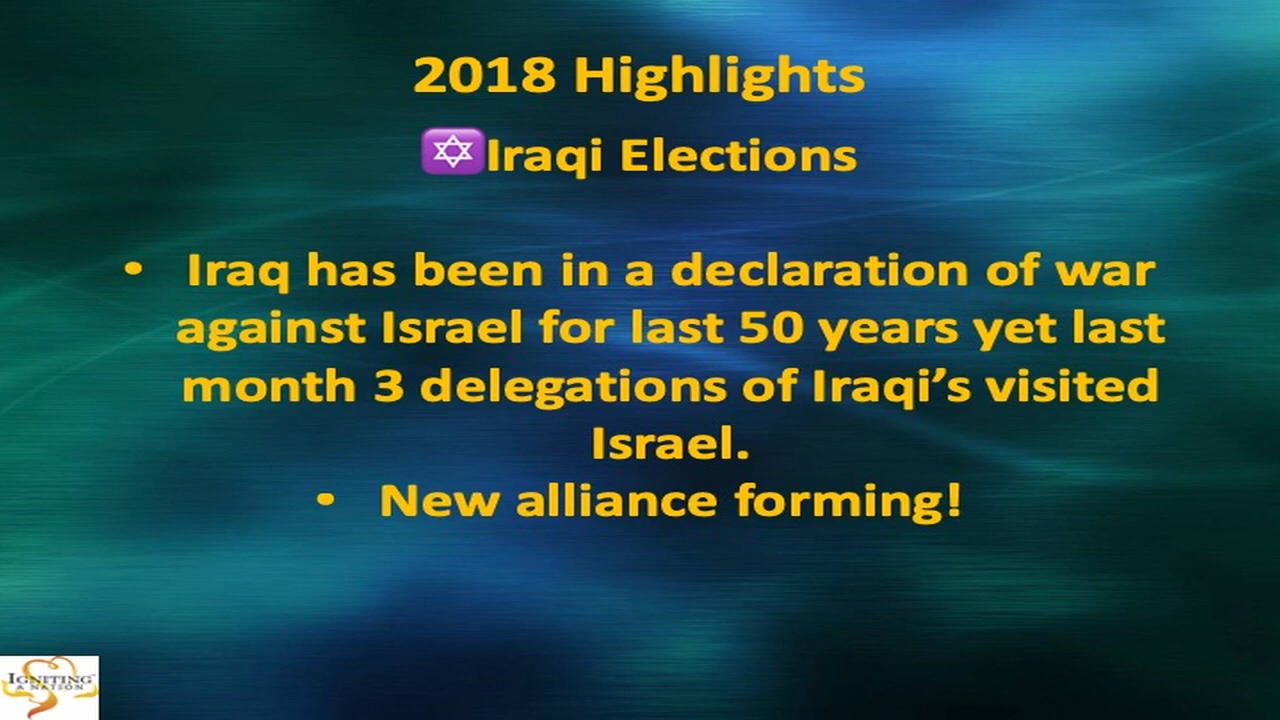 2018 Highlights
🔯Iraqi Elections
• Iraq has been in a declaration of war
against Israel for last 50 years yet last
month 3 delegations of Iraqi’s visited
Israel.
• New alliance forming!
IGNITING
A NATION